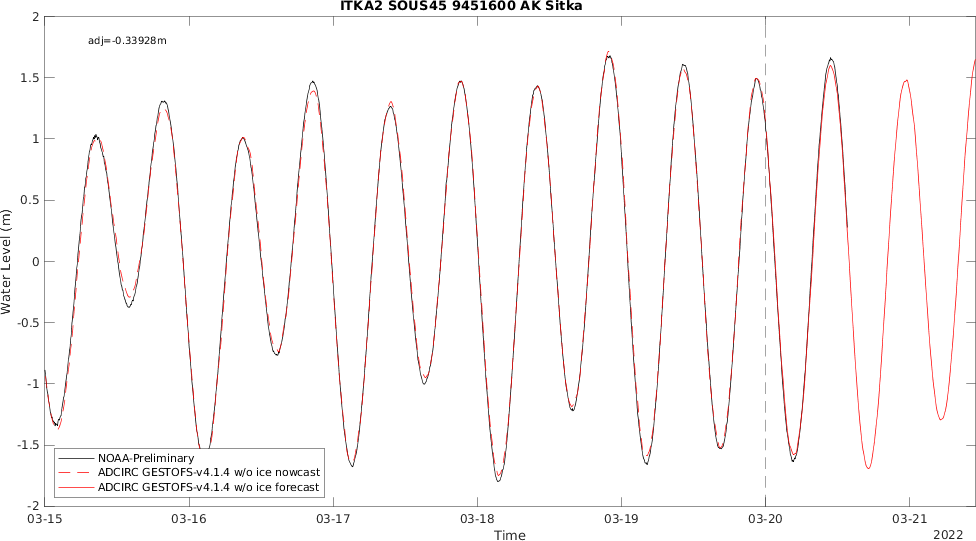 ITKA2 SOUS45 9451600 AK Sitka
adj=-0.33928m
Water Level (m)
2
1.5
1
0.5
0
-0.5
-1
-1.5
-2
NOAA-Preliminary
ADCIRC GESTOFS-v4.1.4 w/o ice nowcast
ADCIRC GESTOFS-v4.1.4 w/o ice forecast
03-15 03-16 03-17 03-18 03-19 03-20 03-21
Time
2022